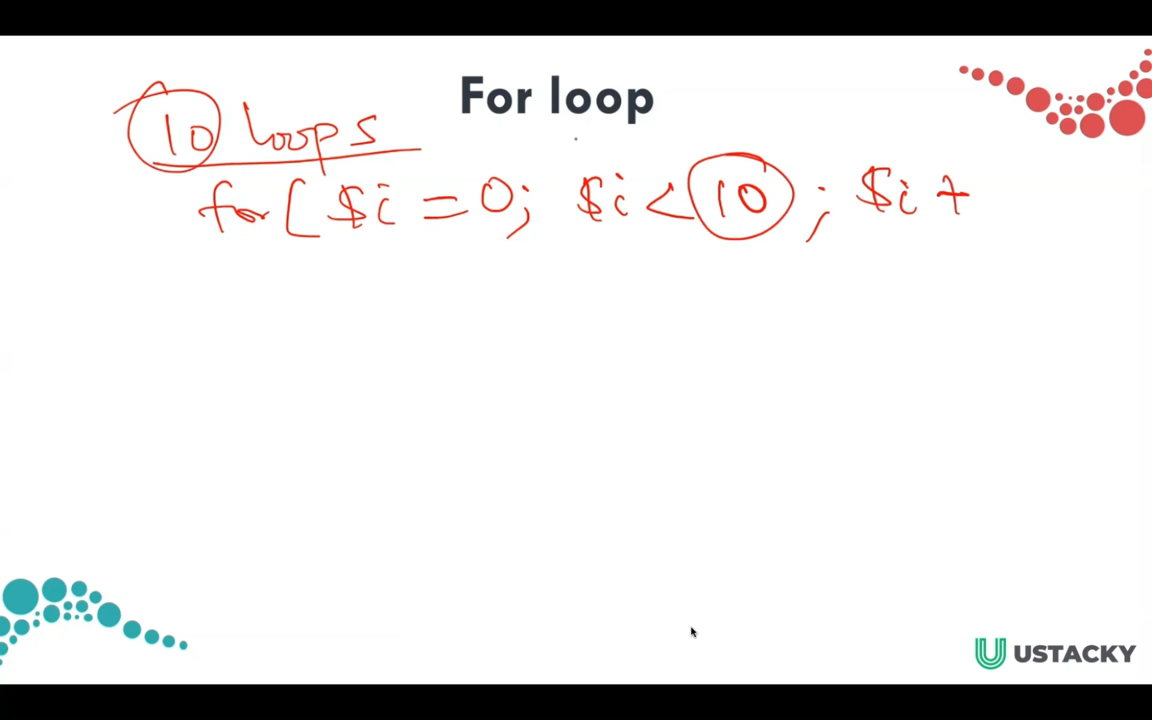 For loop
10 loops
for( $i = 0; $i < 10 ; $i +
USTACKY